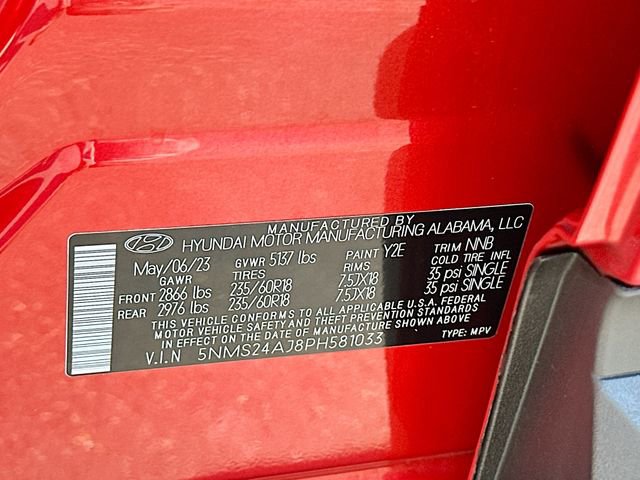 MANUFACTURED BY
HYUNDAI MOTOR MANUFACTURING ALABAMA, LLC
May/06/23 GVWR 5137 lbs PAINT Y2E TRIM NNB
GAWR RIMS COLD TIRE INFL
FRONT 2866 lbs 235/60R18 7.5JX18 35 psi SINGLE
REAR 2976 lbs 235/60R18 7.5JX18 35 psi SINGLE
THIS VEHICLE CONFORMS TO ALL APPLICABLE U.S.A. FEDERAL
MOTOR VEHICLE SAFETY AND THEFT PREVENTION STANDARDS
IN EFFECT ON THE DATE OF MANUFACTURE SHOWN ABOVE.
V.I.N 5NMS24AJ8PH581033 TYPE: MPV